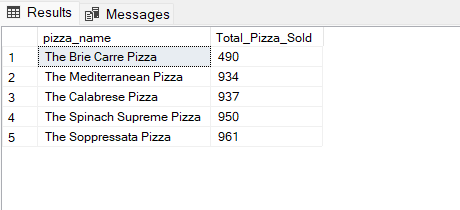 Results Messages
pizza_name Total_Pizza_Sold
1 The Brie Carre Pizza 490
2 The Mediterranean Pizza 934
3 The Calabrese Pizza 937
4 The Spinach Supreme Pizza 950
5 The Soppressata Pizza 961